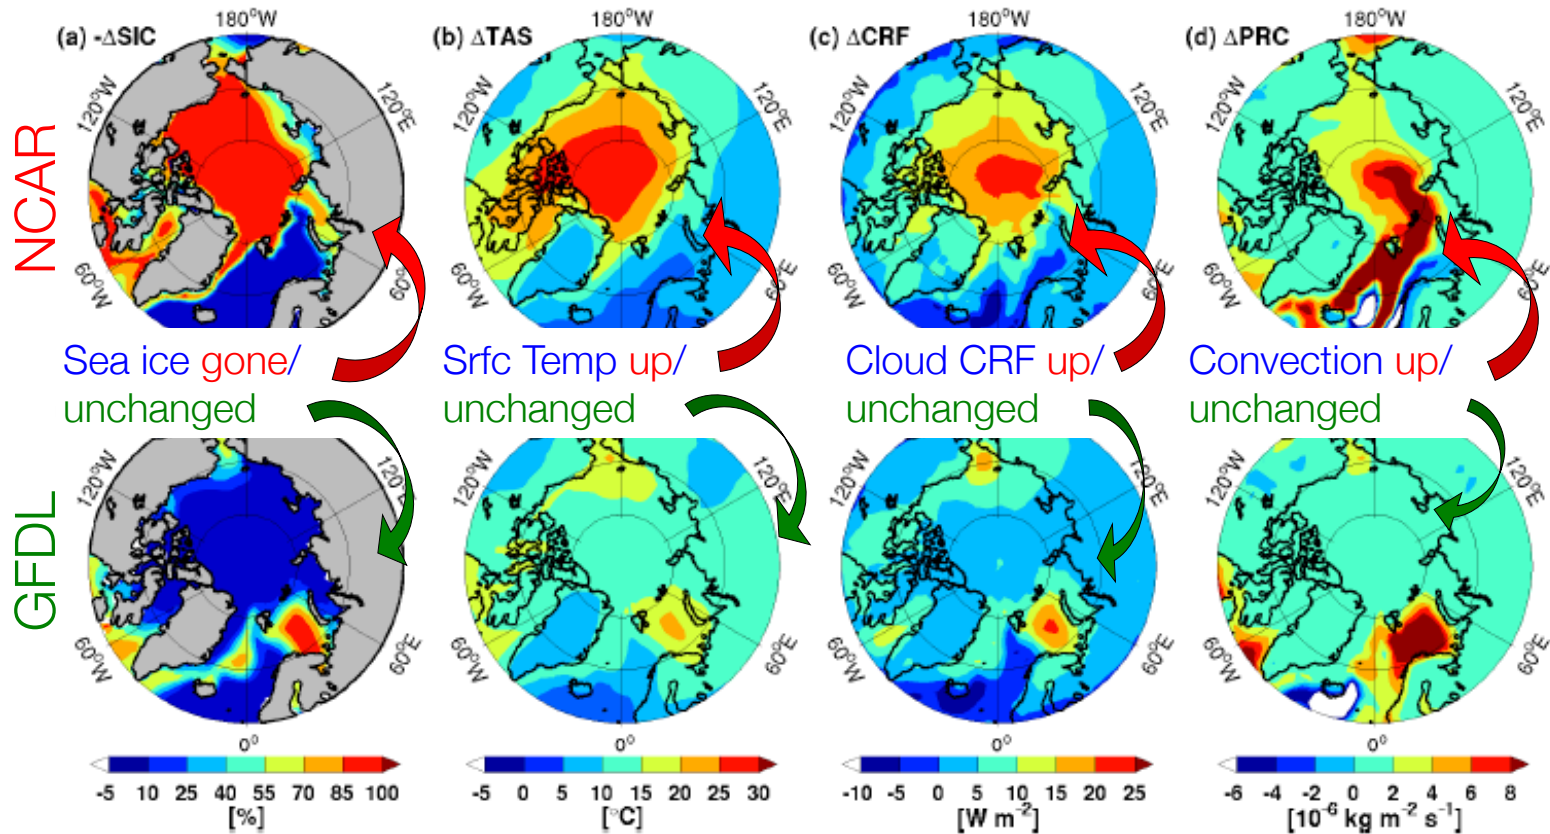 180°W 180°W 180°W 180°W
(a) -ΔSIC (b) ΔTAS (c) ΔCRF (d) ΔPRC
120°W 120°E 120°W 120°E 120°W 120°E 120°W 120°E
NCAR
60°W 60° 60°W 60°E 60°W 60°E 60°W 60°E
Sea ice gone/ Srfc Temp up/ Cloud CRF up/ Convection up/
unchanged unchanged unchanged unchanged
120°W 120°E 120°W 120°E 120°W 120°E 120°W 120°E
GFDL
60°W 60°E 60°W 60°E 60°W 60°E 60°W 60°E
0° 0° 0° 0°
-5 10 25 40 55 70 85 100 -5 0 5 10 15 20 25 30 -10 -5 0 5 10 15 20 25 -6 -4 -2 0 2 4 6 8
[%] [°C] [W m⁻²] [10⁻⁶ kg m⁻² s⁻¹]